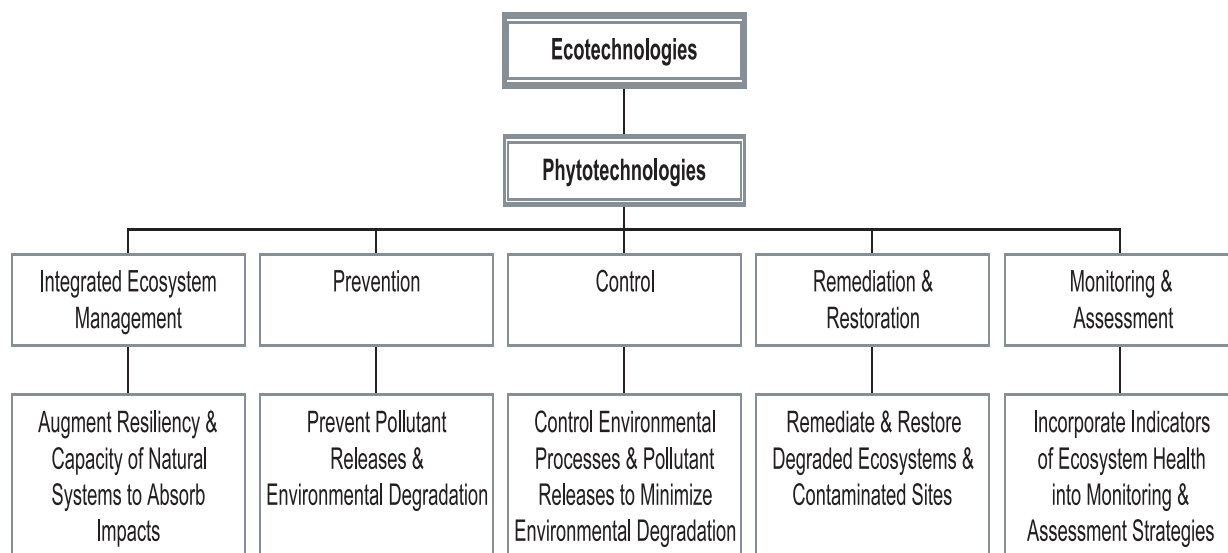 Ecotechnologies
Phytotechnologies
Integrated Ecosystem
Management
Prevention
Control
Remediation &
Restoration
Monitoring &
Assessment
Augment Resiliency &
Capacity of Natural
Systems to Absorb
Impacts
Prevent Pollutant
Releases &
Environmental Degradation
Control Environmental
Processes & Pollutant
Releases to Minimize
Environmental Degradation
Remediate & Restore
Degraded Ecosystems &
Contaminated Sites
Incorporate Indicators
of Ecosystem Health
into Monitoring &
Assessment Strategies